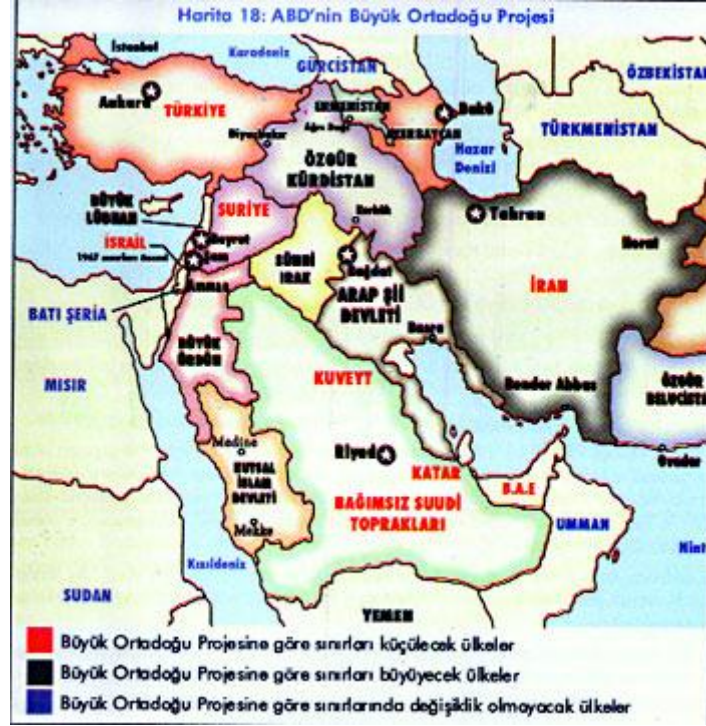 Harita 18: ABD'nin Büyük Ortadoğu Projesi
İstanbul
Karadeniz
GÜRCİSTAN
ÖZBEKİSTAN
Ankara
TÜRKİYE
ERMENİSTAN
Ağrı Dağı
Bakü
AZERBAYCAN
TÜRKMENİSTAN
Diyarbakır
Hazar
Denizi
ÖZGÜR
KÜRDİSTAN
BÜYÜK
LÜBNAN
SURİYE
Kerkük
Tahran
Herat
İSRAİL
Beyrut
Şam
SÜNNİ
IRAK
Bağdat
İRAN
Amman
ARAP Şİİ
DEVLETİ
BATI ŞERİA
Basra
BÜYÜK
ÜRDÜN
MISIR
KUVEYT
Bender Abbas
ÖZGÜR
BELUCİSTA
Medine
Riyad
KATAR
KUTSAL
İSLAM
DEVLETİ
Mekke
BAĞIMSIZ SUUDİ
TOPRAKLARI
B.A.E
UMMAN
Kızıldeniz
SUDAN
YEMEN
Büyük Ortadoğu Projesine göre sınırları küçülecek ülkeler
Büyük Ortadoğu Projesine göre sınırları büyüyecek ülkeler
Büyük Ortadoğu Projesine göre sınırlarında değişiklik olmayacak ülkeler